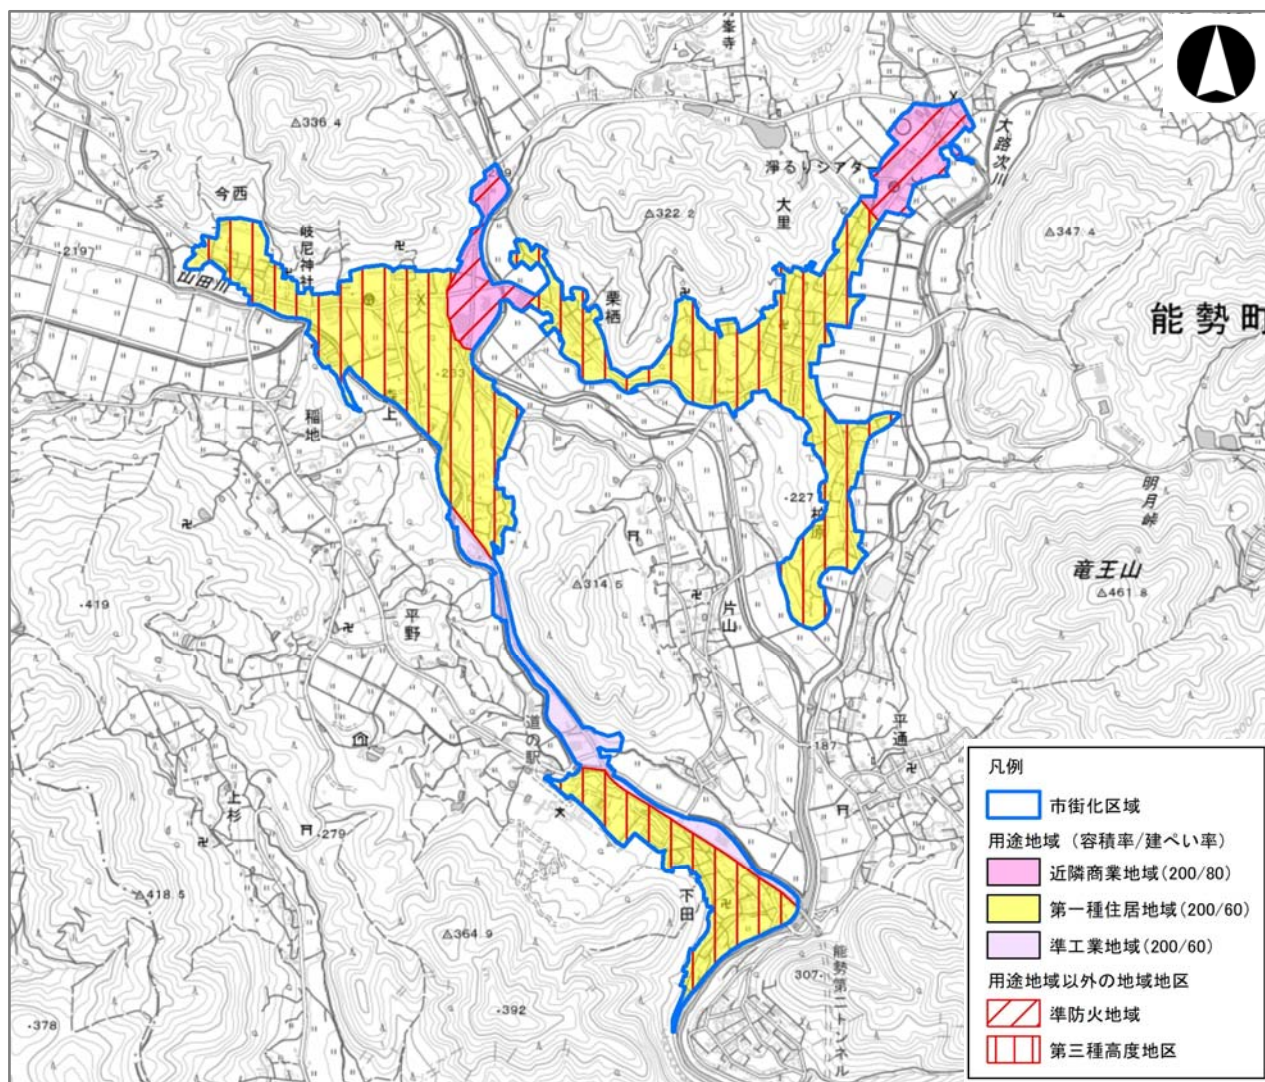 峯寺
△336.4
浄るりシアター
大路次川
今西
岐尼神社
△322.2
大里
△347.4
・2197
山田川
栗栖
能勢町
・233
上
稲地
・227
柏原
明月峠
竜王山
△461.8
△314.5
・419
平野
片山
道の駅
平通
・187
上杉
・279
下田
△418.5
△364.9
307・
能勢第二トンネル
・392
・378
凡例
市街化区域
用途地域（容積率/建ぺい率）
近隣商業地域(200/80)
第一種住居地域(200/60)
準工業地域(200/60)
用途地域以外の地域地区
準防火地域
第三種高度地区